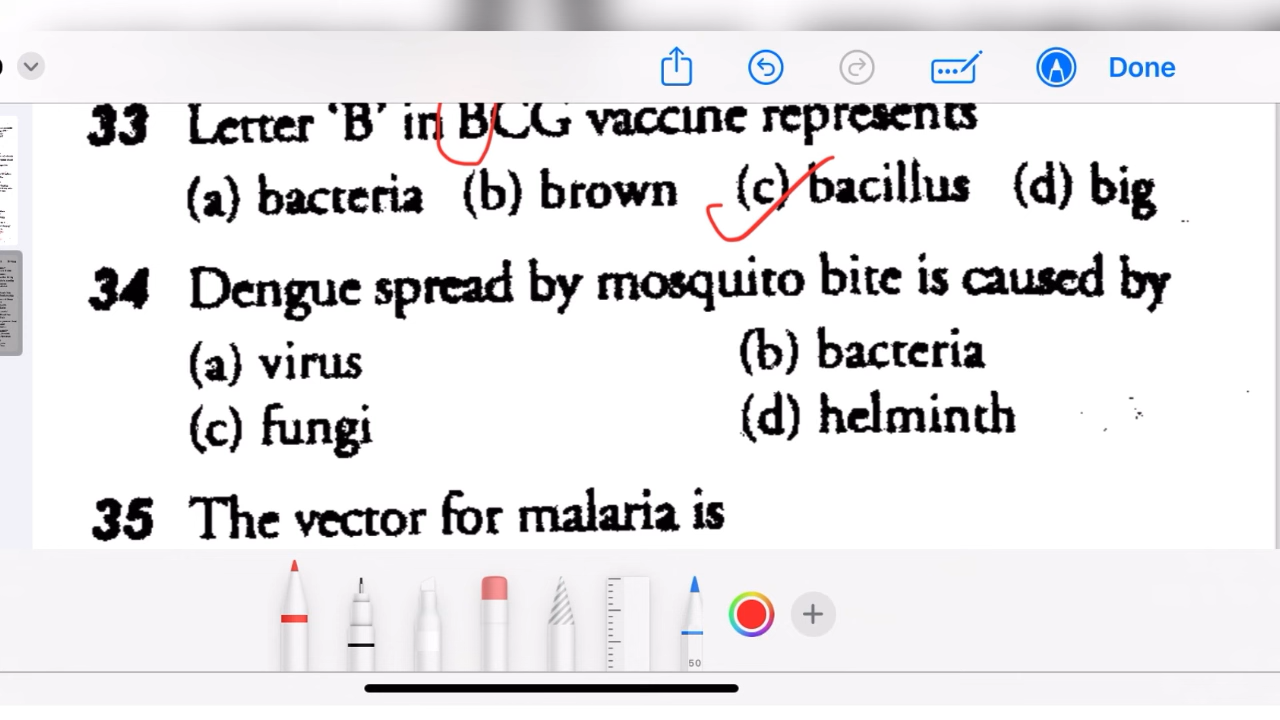 Done
33 Letter 'B' in BCG vaccine represents
(a) bacteria (b) brown (c) bacillus (d) big
34 Dengue spread by mosquito bite is caused by
(a) virus (b) bacteria
(c) fungi (d) helminth
35 The vector for malaria is
50